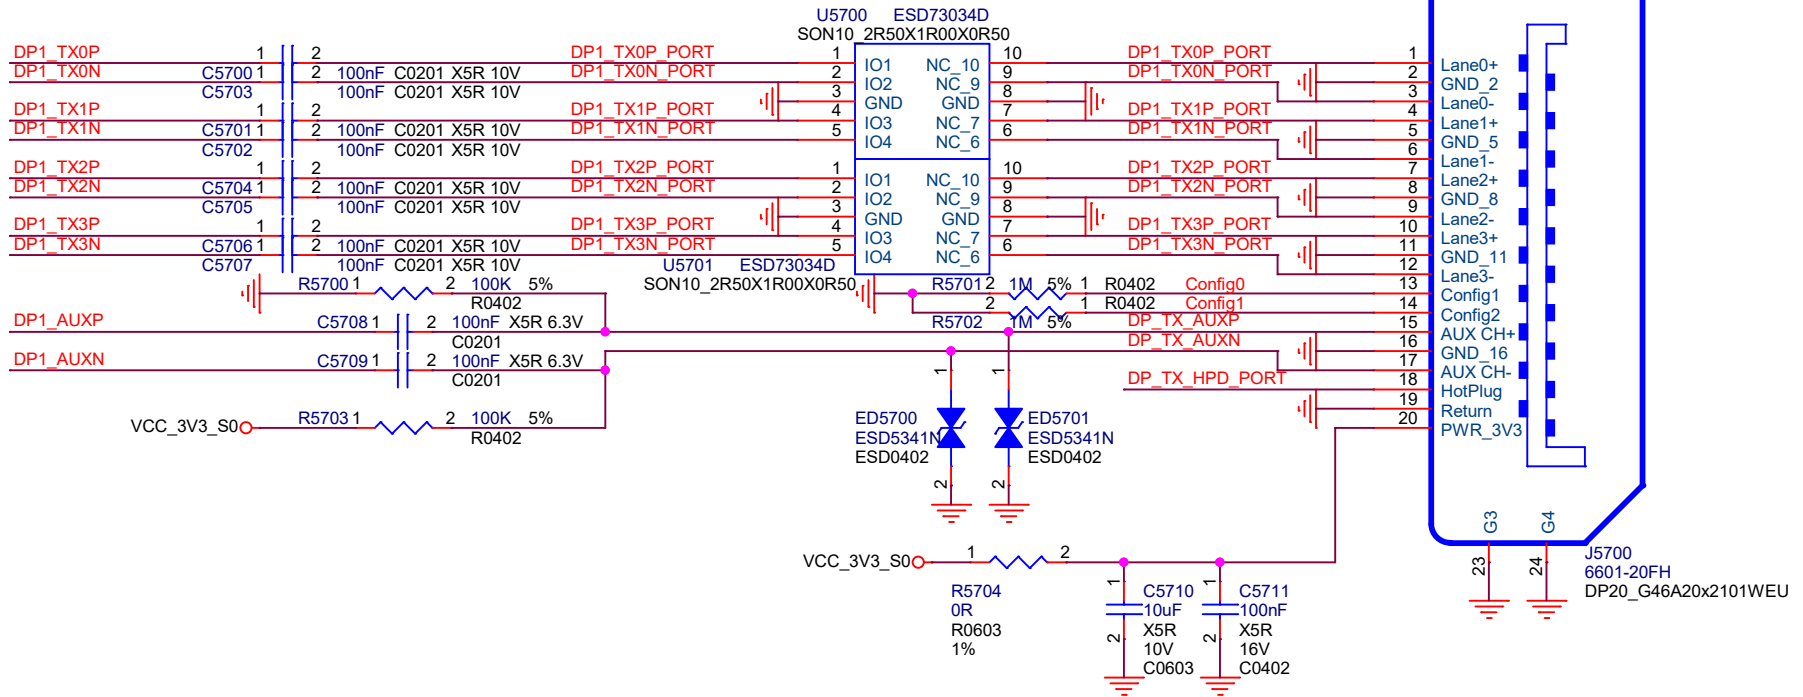 U5700 ESD73034D
SON10_2R50X1R00X0R50
DP1_TX0P 1 2 DP1_TX0P_PORT 1 IO1 NC_10 10 DP1_TX0P_PORT 1 Lane0+
DP1_TX0N C5700 1 2 100nF C0201 X5R 10V DP1_TX0N_PORT 2 IO2 NC_9 9 DP1_TX0N_PORT 2 GND_2
C5703 100nF C0201 X5R 10V 3 GND GND 8 3 Lane0-
DP1_TX1P 1 2 DP1_TX1P_PORT 4 IO3 NC_7 7 DP1_TX1P_PORT 4 Lane1+
DP1_TX1N C5701 1 2 100nF C0201 X5R 10V DP1_TX1N_PORT 5 IO4 NC_6 6 DP1_TX1N_PORT 5 GND_5
C5702 100nF C0201 X5R 10V 6 Lane1-
DP1_TX2P 1 2 DP1_TX2P_PORT 1 IO1 NC_10 10 DP1_TX2P_PORT 7 Lane2+
DP1_TX2N C5704 1 2 100nF C0201 X5R 10V DP1_TX2N_PORT 2 IO2 NC_9 9 DP1_TX2N_PORT 8 GND_8
C5705 100nF C0201 X5R 10V 3 GND GND 8 9 Lane2-
DP1_TX3P 1 2 DP1_TX3P_PORT 4 IO3 NC_7 7 DP1_TX3P_PORT 10 Lane3+
DP1_TX3N C5706 1 2 100nF C0201 X5R 10V DP1_TX3N_PORT 5 IO4 NC_6 6 DP1_TX3N_PORT 11 GND_11
C5707 100nF C0201 X5R 10V U5701 ESD73034D 12 Lane3-
SON10_2R50X1R00X0R50
R5700 1 2 100K 5% R5701 2 1M 5% 1 R0402 Config0 13 Config1
R0402 2 1 R0402 Config1 14 Config2
DP1_AUXP C5708 1 2 100nF X5R 6.3V R5702 1M 5% DP_TX_AUXP 15 AUX CH+
C0201 DP_TX_AUXN 16 GND_16
DP1_AUXN C5709 1 2 100nF X5R 6.3V 17 AUX CH-
C0201 DP_TX_HPD_PORT 18 HotPlug
1 1 19 Return
VCC_3V3_S0 R5703 1 2 100K 5% 20 PWR_3V3
R0402
ED5700 ED5701
ESD5341N ESD5341N
ESD0402 ESD0402
2 2
G3 G4
23 24
J5700
6601-20FH
DP20_G46A20x2101WEU
VCC_3V3_S0 1 2
1 1
R5704 C5710 C5711
0R 10uF 100nF
R0603 X5R X5R
1% 10V 16V
2 2
C0603 C0402